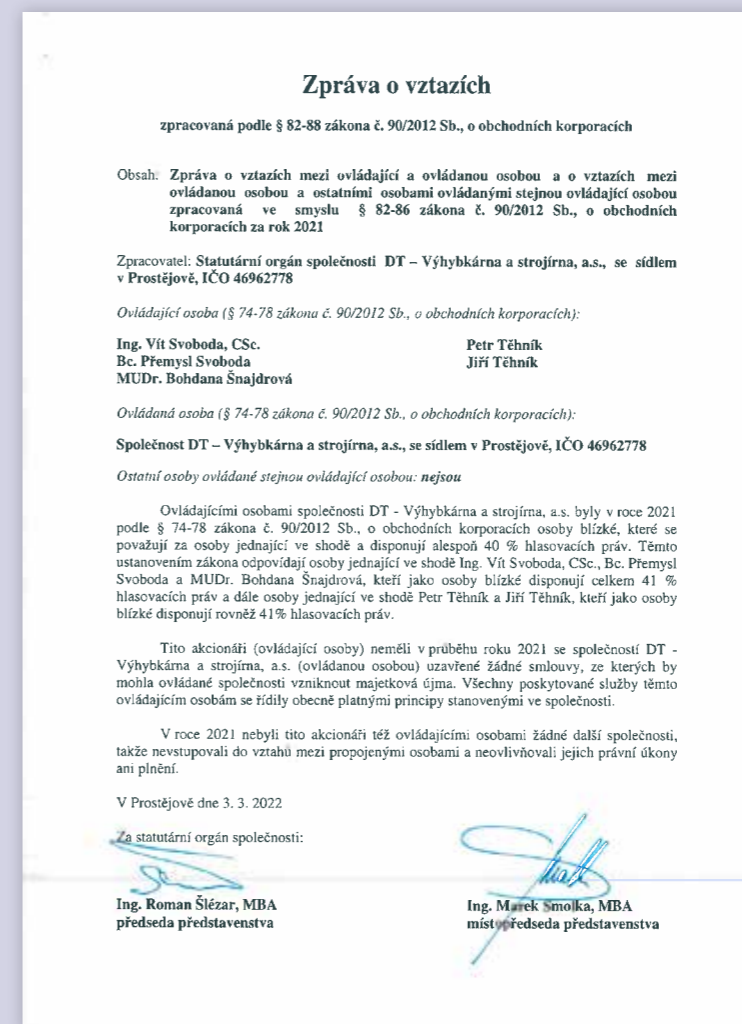 Zpráva o vztazích
zpracovaná podle § 82-88 zákona č. 90/2012 Sb., o obchodních korporacích
Obsah: Zpráva o vztazích mezi ovládající a ovládanou osobou a o vztazích mezi
ovládanou osobou a ostatními osobami ovládanými stejnou ovládající osobou
zpracovaná ve smyslu § 82-86 zákona č. 90/2012 Sb., o obchodních
korporacích za rok 2021
Zpracovatel: Statutární orgán společnosti DT – Výhybkárna a strojírna, a.s., se sídlem
v Prostějově, IČO 46962778
Ovládající osoba (§ 74-78 zákona č. 90/2012 Sb., o obchodních korporacích):
Ing. Vít Svoboda, CSc. Petr Těhník
Bc. Přemysl Svoboda Jiří Těhník
MUDr. Bohdana Šnajdrová
Ovládaná osoba (§ 74-78 zákona č. 90/2012 Sb., o obchodních korporacích):
Společnost DT – Výhybkárna a strojírna, a.s., se sídlem v Prostějově, IČO 46962778
Ostatní osoby ovládané stejnou ovládající osobou: nejsou
Ovládajícími osobami společnosti DT - Výhybkárna a strojírna, a.s. byly v roce 2021
podle § 74-78 zákona č. 90/2012 Sb., o obchodních korporacích osoby blízké, které se
považují za osoby jednající ve shodě a disponují alespoň 40 % hlasovacích práv. Těmto
ustanovením zákona odpovídají osoby jednající ve shodě Ing. Vít Svoboda, CSc., Bc. Přemysl
Svoboda a MUDr. Bohdana Šnajdrová, kteří jako osoby blízké disponují celkem 41 %
hlasovacích práv a dále osoby jednající ve shodě Petr Těhník a Jiří Těhník, kteří jako osoby
blízké disponují rovněž 41% hlasovacích práv.
Tito akcionáři (ovládající osoby) neměli v průběhu roku 2021 se společností DT -
Výhybkárna a strojírna, a.s. (ovládanou osobou) uzavřené žádné smlouvy, ze kterých by
mohla ovládané společnosti vzniknout majetková újma. Všechny poskytované služby těmto
ovládajícím osobám se řídily obecně platnými principy stanovenými ve společnosti.
V roce 2021 nebyli tito akcionáři též ovládajícími osobami žádné další společnosti,
takže nevstupovali do vztahů mezi propojenými osobami a neovlivňovali jejich právní úkony
ani plnění.
V Prostějově dne 3. 3. 2022
Za statutární orgán společnosti:
Ing. Roman Šlézar, MBA Ing. Marek Smolka, MBA
předseda představenstva místopředseda představenstva